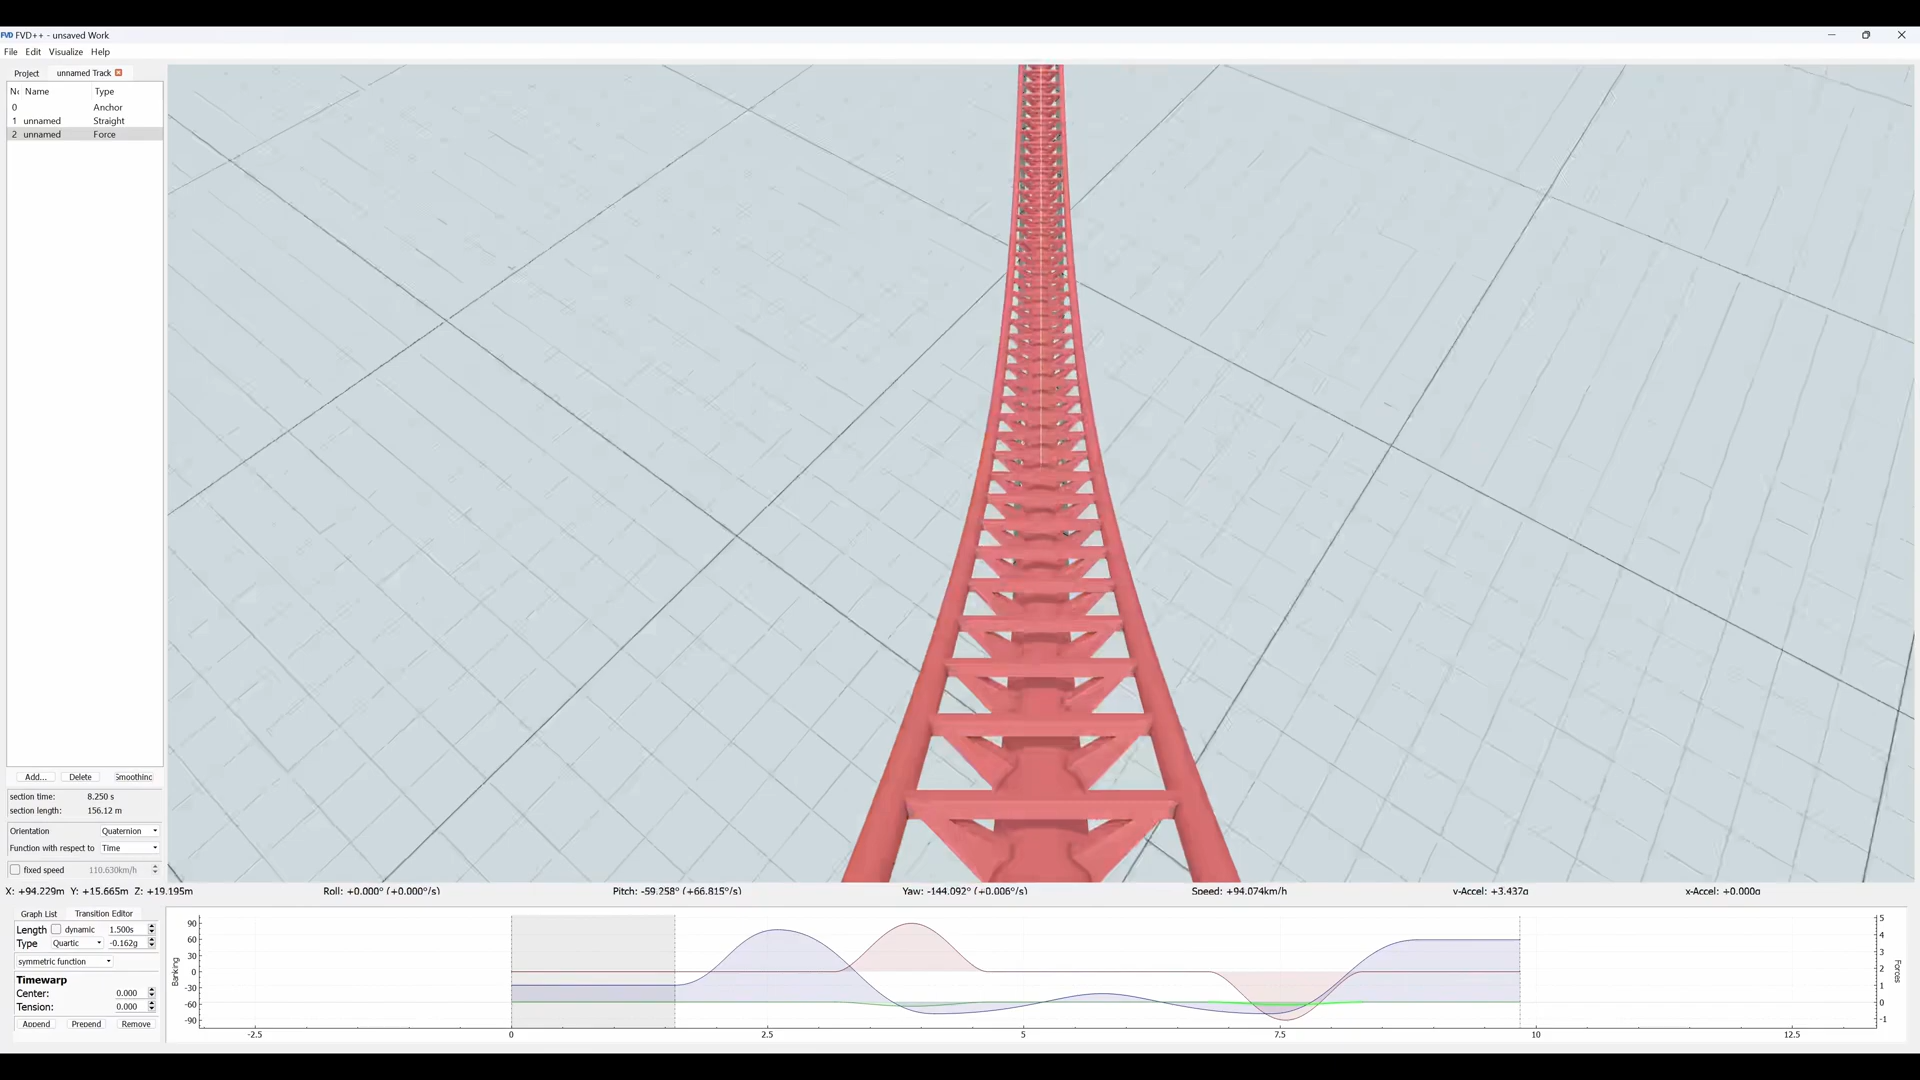 FVD FVD++ - unsaved Work
File Edit Visualize Help
Project unnamed Track
Name Type
0 Anchor
1 unnamed Straight
2 unnamed Force
Add... Delete Smoothing
section time: 8.250 s
section length: 156.12 m
Orientation Quaternion
Function with respect to Time
fixed speed 110.630km/h
X: +94.229m Y: +15.665m Z: +19.195m Roll: +0.000° (+0.000°/s) Pitch: -59.258° (+66.815°/s) Yaw: -144.092° (+0.006°/s) Speed: +94.074km/h v-Accel: +3.437g x-Accel: +0.000g
Graph List Transition Editor
Length dynamic 1.500s
Type Quartic -0.162g
symmetric function
Timewarp
Center: 0.000
Tension: 0.000
Append Prepend Remove
Banking
90
60
30
0
-30
-60
-90
-2.5 0 2.5 5 7.5 10 12.5
5
4
3
2
1
0
-1
Forces